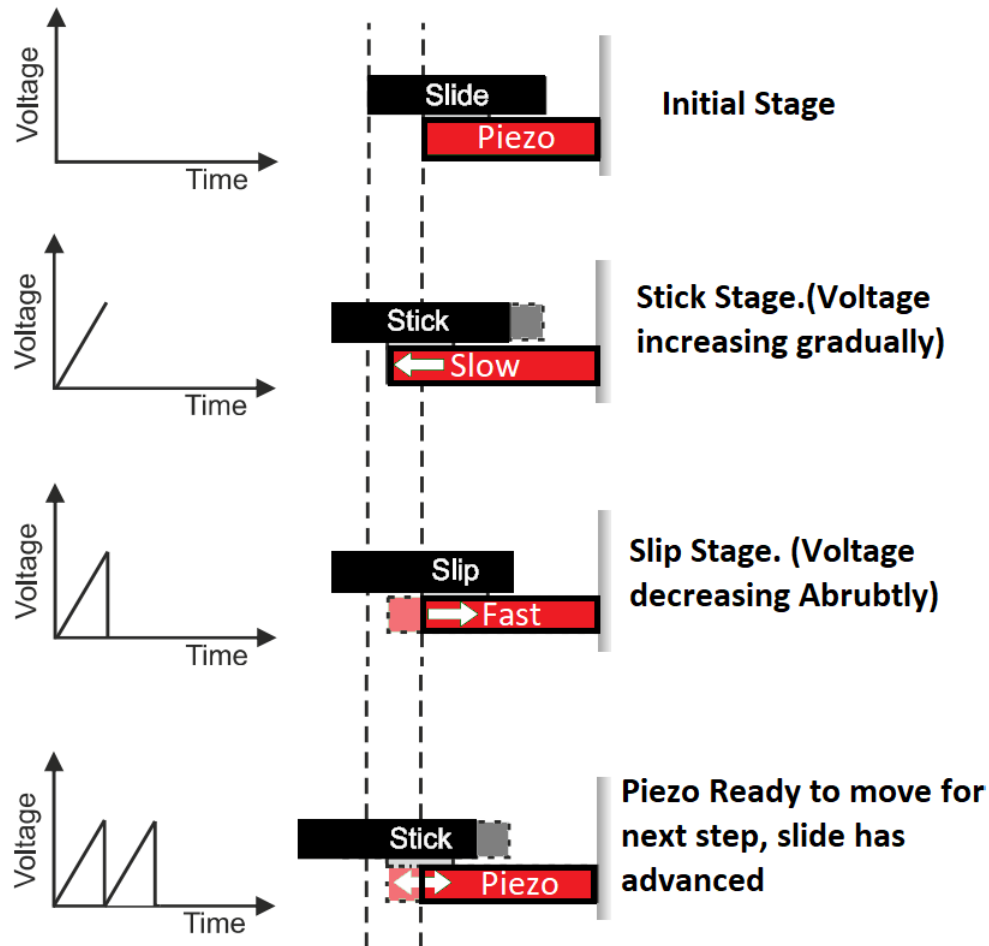 Voltage
Time
Slide
Piezo
Initial Stage
Voltage
Time
Stick
Slow
Stick Stage.(Voltage
increasing gradually)
Voltage
Time
Slip
Fast
Slip Stage. (Voltage
decreasing Abrubtly)
Voltage
Time
Stick
Piezo
Piezo Ready to move for
next step, slide has
advanced